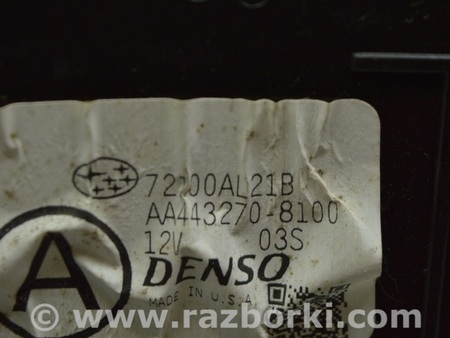 72100AL21B
AA443270-8100
12V 03S
A
DENSO
MADE IN U.S.A.
© www.razborki.com